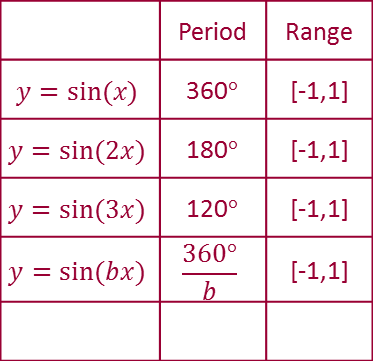 Period Range
y = sin(x) 360° [-1,1]
y = sin(2x) 180° [-1,1]
y = sin(3x) 120° [-1,1]
y = sin(bx) 360°/b [-1,1]